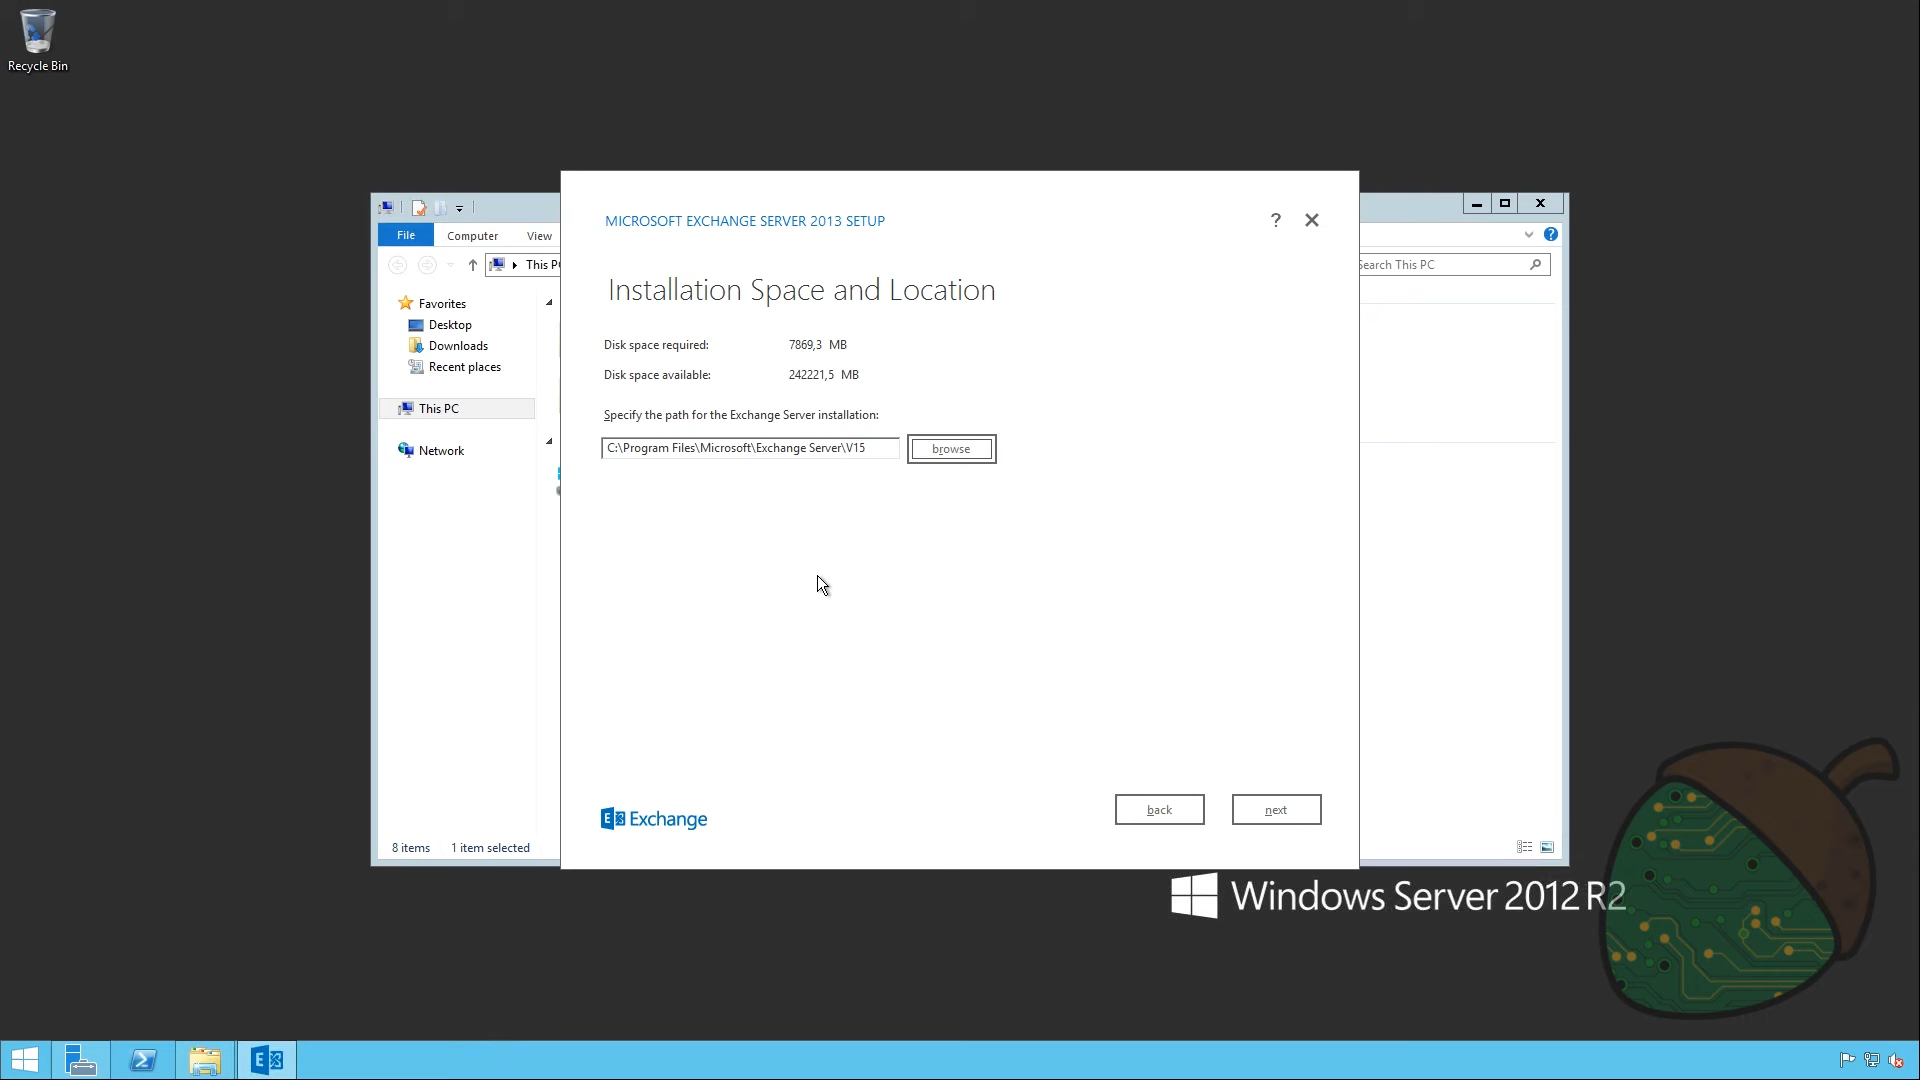 Recycle Bin
File
Computer
View
This P
Search This PC
Favorites
Desktop
Downloads
Recent places
This PC
Network
8 items
1 item selected
MICROSOFT EXCHANGE SERVER 2013 SETUP
?
Installation Space and Location
Disk space required: 7869,3 MB
Disk space available: 242221,5 MB
Specify the path for the Exchange Server installation:
C:\Program Files\Microsoft\Exchange Server\V15
browse
Exchange
back
next
Windows Server 2012 R2